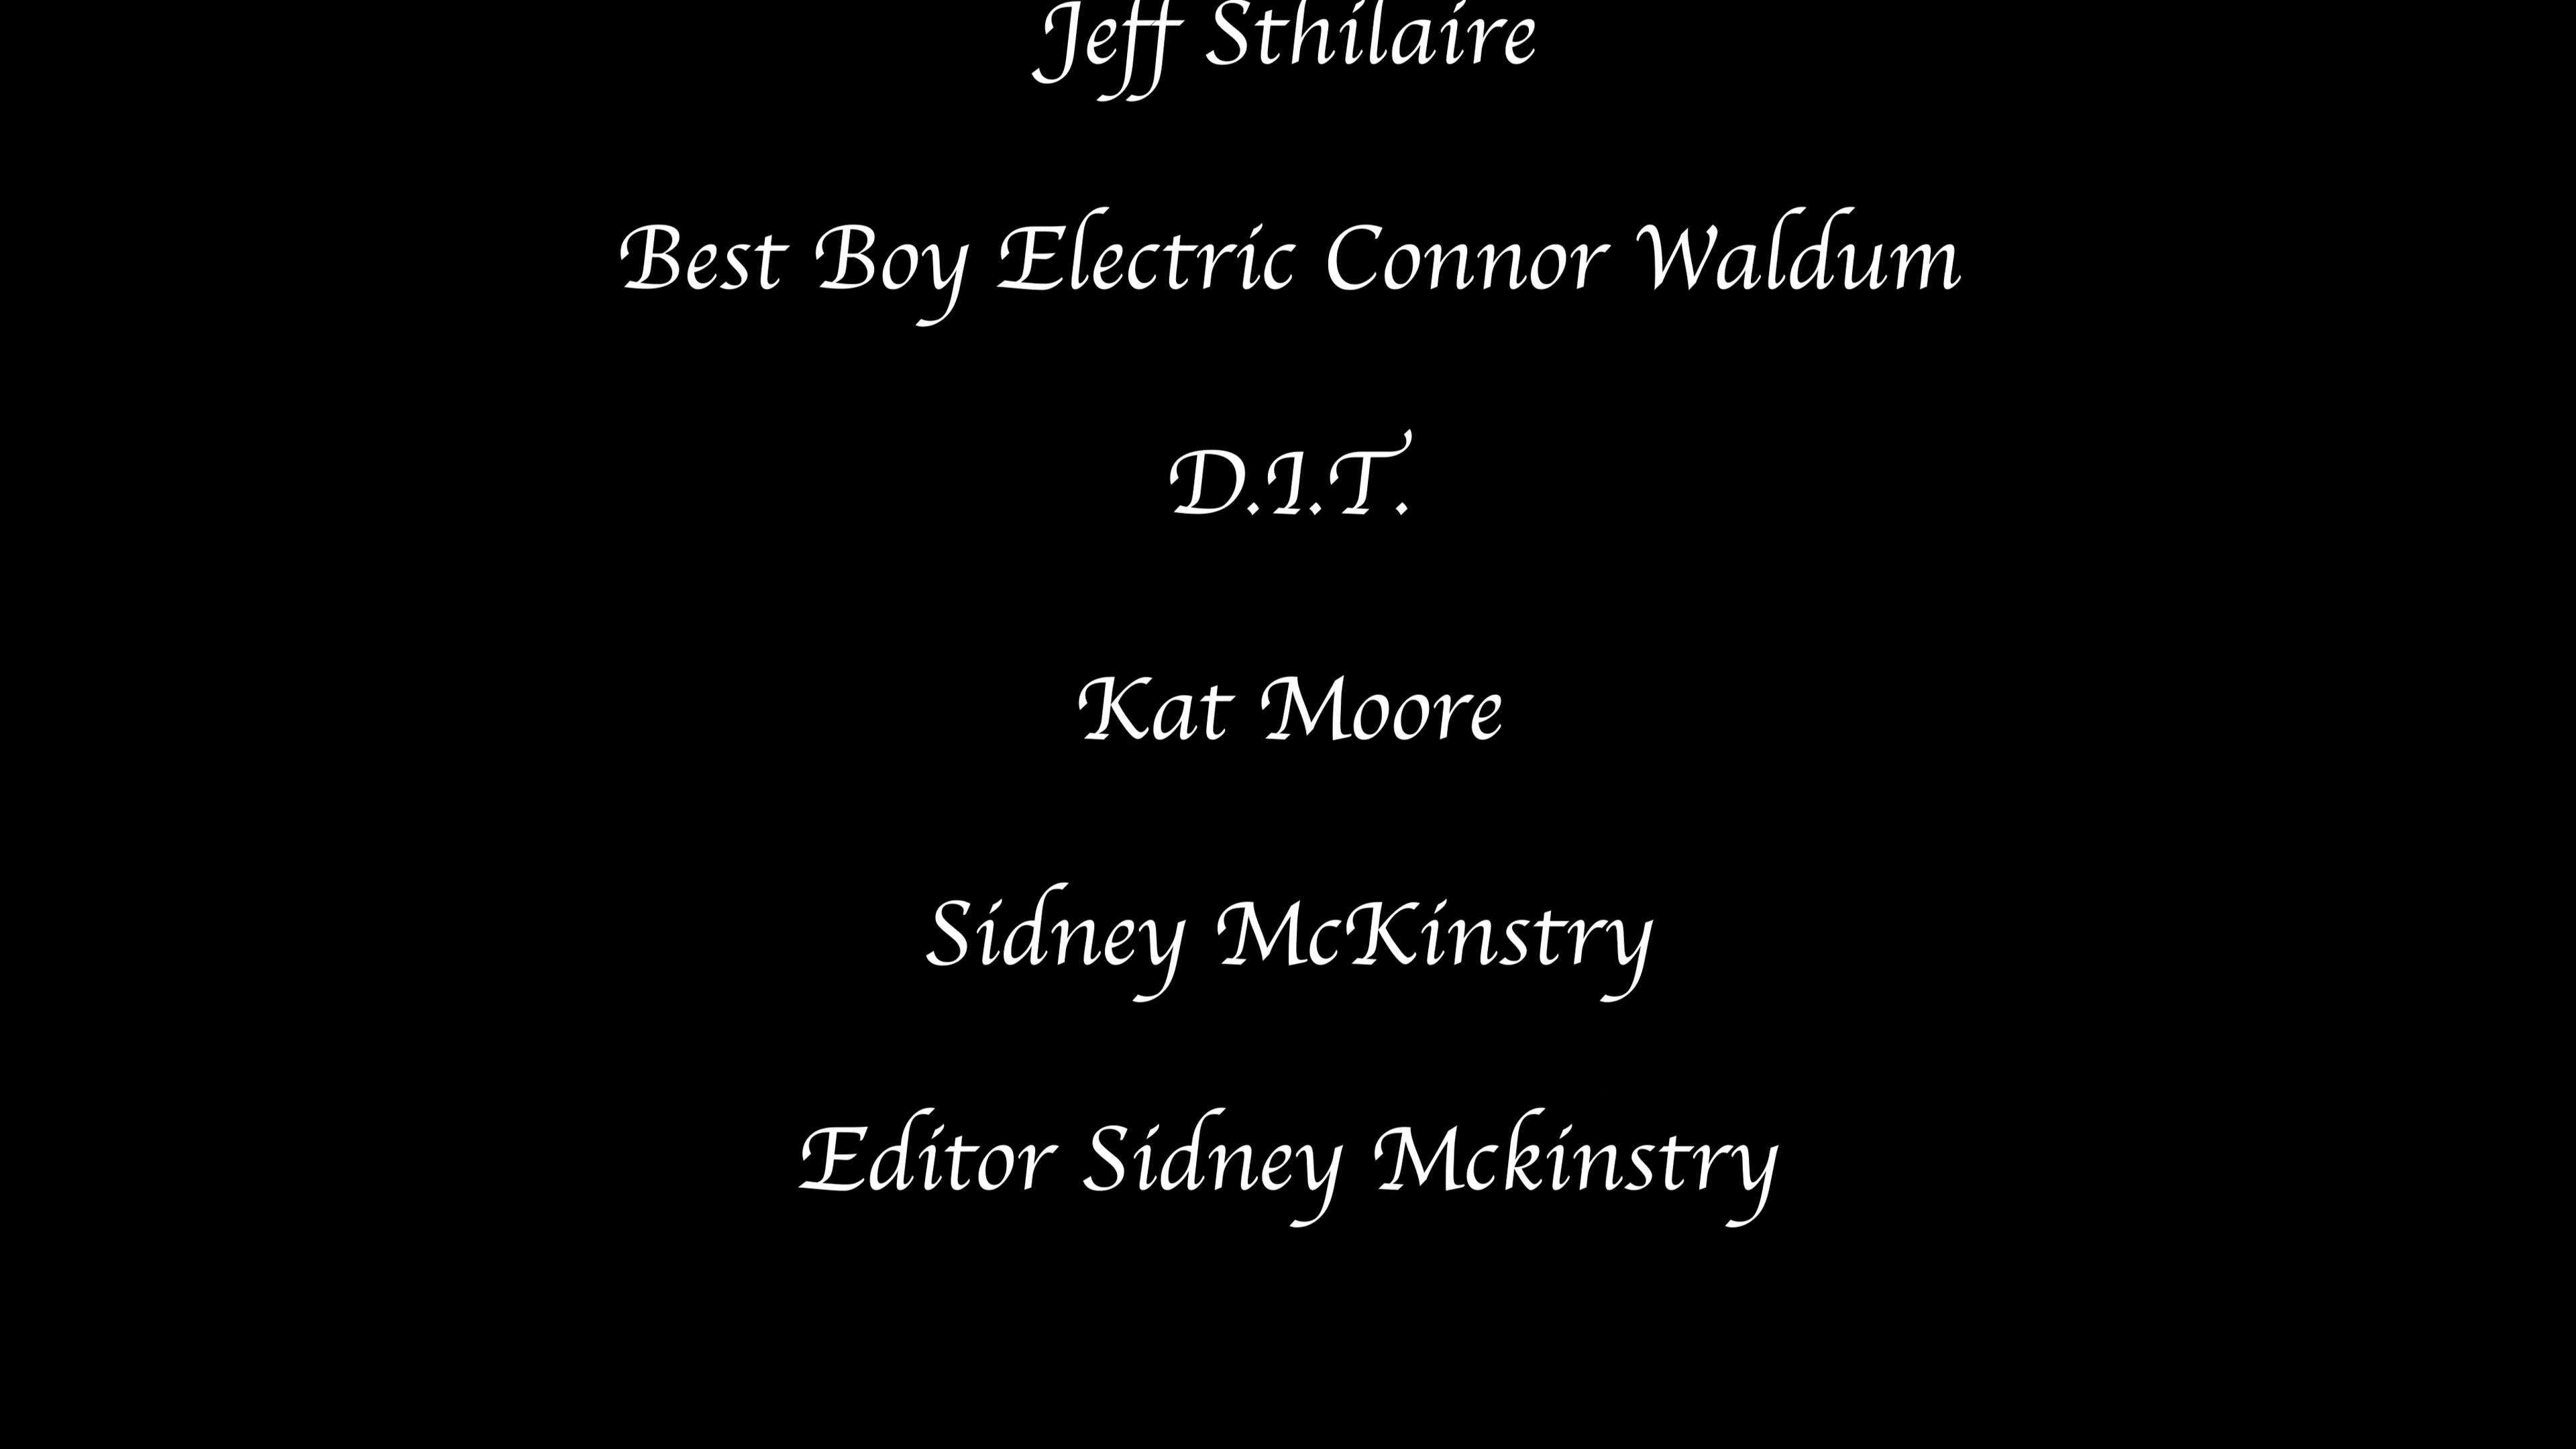 Jeff Sthilaire
Best Boy Electric Connor Waldum
D.I.T.
Kat Moore
Sidney McKinstry
Editor Sidney Mckinstry